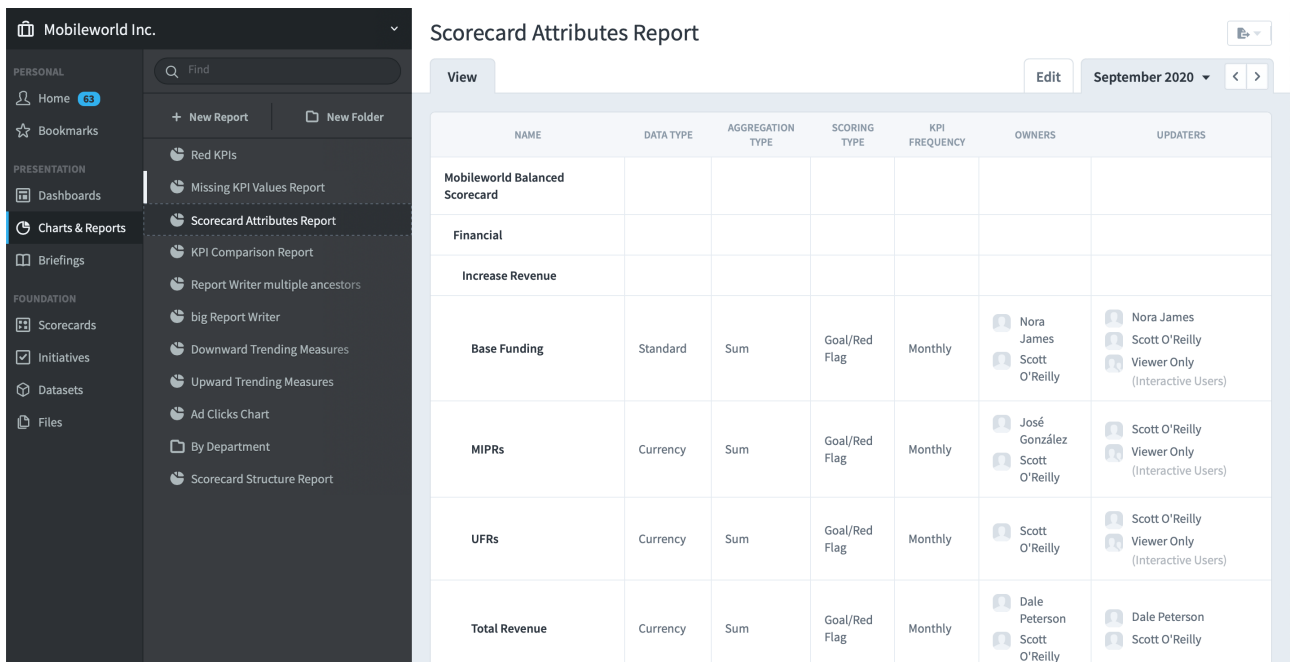 Mobileworld Inc.
PERSONAL
Home 63
Bookmarks
PRESENTATION
Dashboards
Charts & Reports
Briefings
FOUNDATION
Scorecards
Initiatives
Datasets
Files
Find
+ New Report
New Folder
Red KPIs
Missing KPI Values Report
Scorecard Attributes Report
KPI Comparison Report
Report Writer multiple ancestors
big Report Writer
Downward Trending Measures
Upward Trending Measures
Ad Clicks Chart
By Department
Scorecard Structure Report
Scorecard Attributes Report
View
Edit
September 2020
NAME
DATA TYPE
AGGREGATION
TYPE
SCORING
TYPE
KPI
FREQUENCY
OWNERS
UPDATERS
Mobileworld Balanced
Scorecard
Financial
Increase Revenue
Base Funding
Standard
Sum
Goal/Red
Flag
Monthly
Nora
James
Scott
O'Reilly
Nora James
Scott O'Reilly
Viewer Only
(Interactive Users)
MIPRs
Currency
Sum
Goal/Red
Flag
Monthly
José
González
Scott
O'Reilly
Scott O'Reilly
Viewer Only
(Interactive Users)
UFRs
Currency
Sum
Goal/Red
Flag
Monthly
Scott
O'Reilly
Scott O'Reilly
Viewer Only
(Interactive Users)
Total Revenue
Currency
Sum
Goal/Red
Flag
Monthly
Dale
Peterson
Scott
O'Reilly
Dale Peterson
Scott O'Reilly